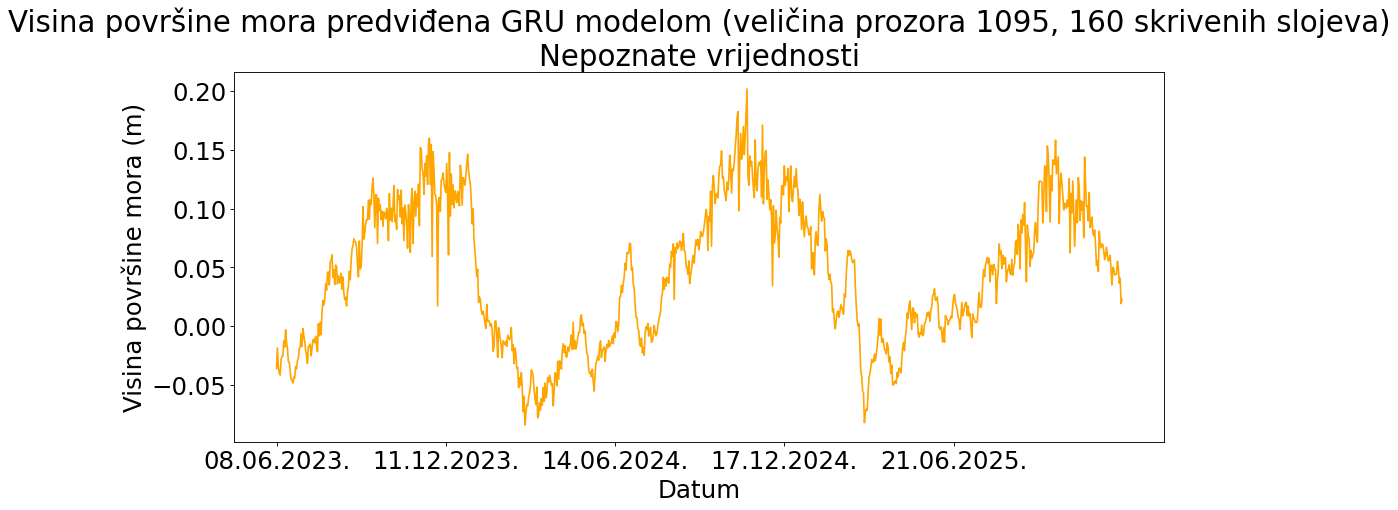 Visina površine mora predviđena GRU modelom (veličina prozora 1095, 160 skrivenih slojeva)
Nepoznate vrijednosti
Visina površine mora (m)
0.20
0.15
0.10
0.05
0.00
−0.05
08.06.2023. 11.12.2023. 14.06.2024. 17.12.2024. 21.06.2025.
Datum